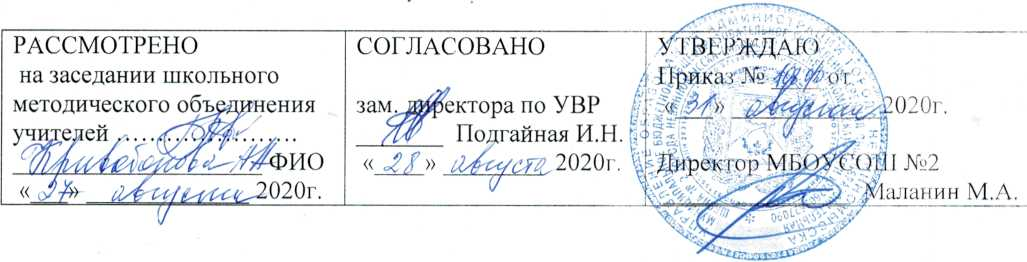 РАССМОТРЕНО
на заседании школьного
методического объединения
учителей ........................
ФИО
«27» августа 2020г.
СОГЛАСОВАНО
зам. директора по УВР
________ Подгайная И.Н.
«28» августа 2020г.
УТВЕРЖДАЮ
Приказ № от
«31» августа 2020г.
Директор МБОУСОШ №2
Маланин М.А.